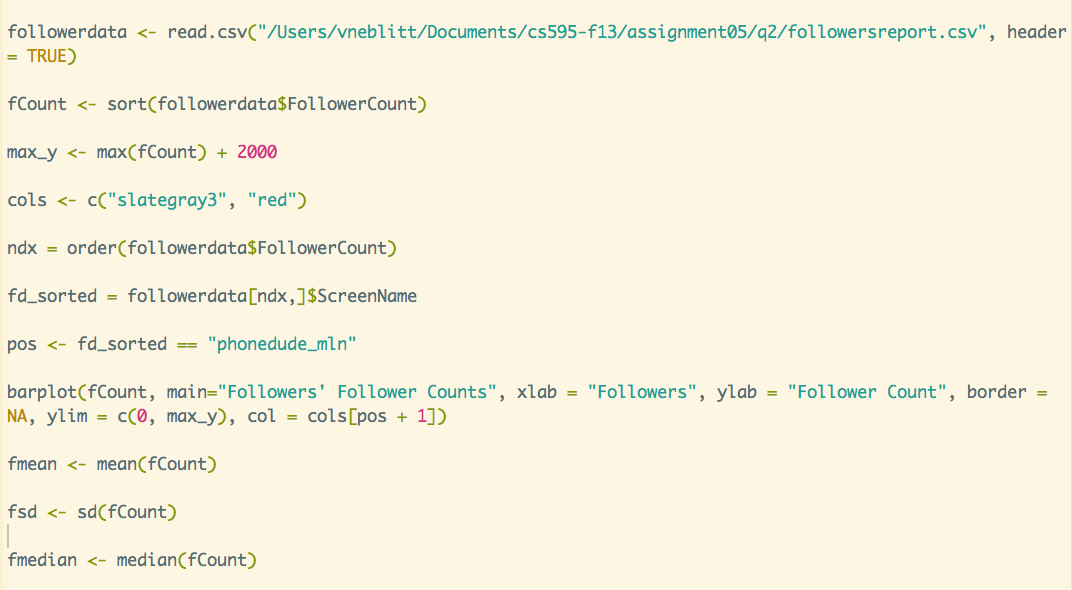 followerdata <- read.csv("/Users/vneblitt/Documents/cs595-f13/assignment05/q2/followersreport.csv", header
= TRUE)
fCount <- sort(followerdata$FollowerCount)
max_y <- max(fCount) + 2000
cols <- c("slategray3", "red")
ndx = order(followerdata$FollowerCount)
fd_sorted = followerdata[ndx,]$ScreenName
pos <- fd_sorted == "phonedude_mln"
barplot(fCount, main="Followers' Follower Counts", xlab = "Followers", ylab = "Follower Count", border =
NA, ylim = c(0, max_y), col = cols[pos + 1])
fmean <- mean(fCount)
fsd <- sd(fCount)
fmedian <- median(fCount)